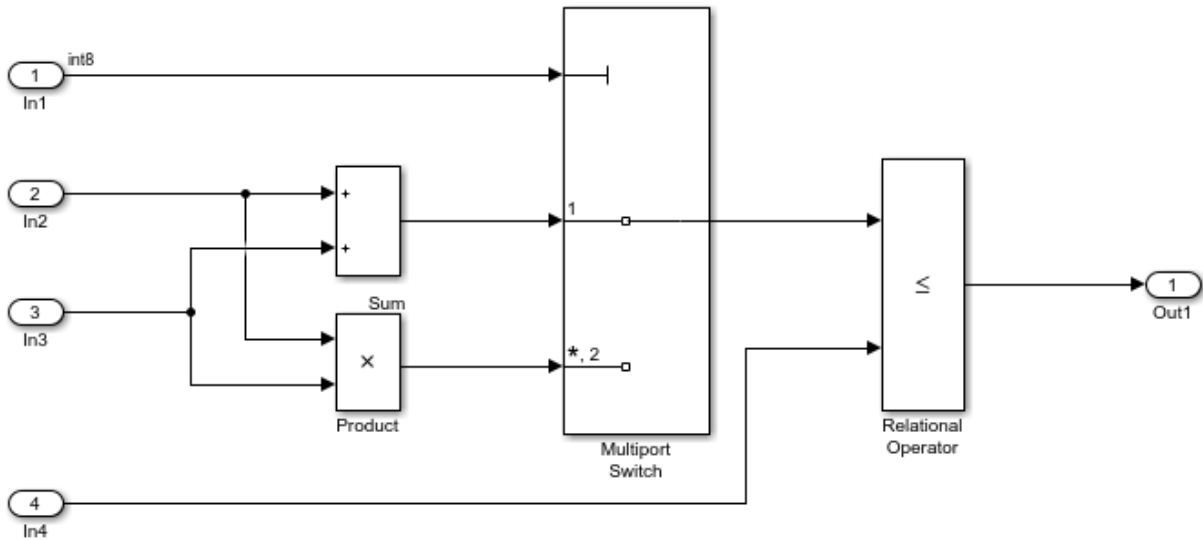 int8
1
In1
2
In2
+
+
Sum
3
In3
×
Product
1
*, 2
Multiport
Switch
≤
Relational
Operator
1
Out1
4
In4